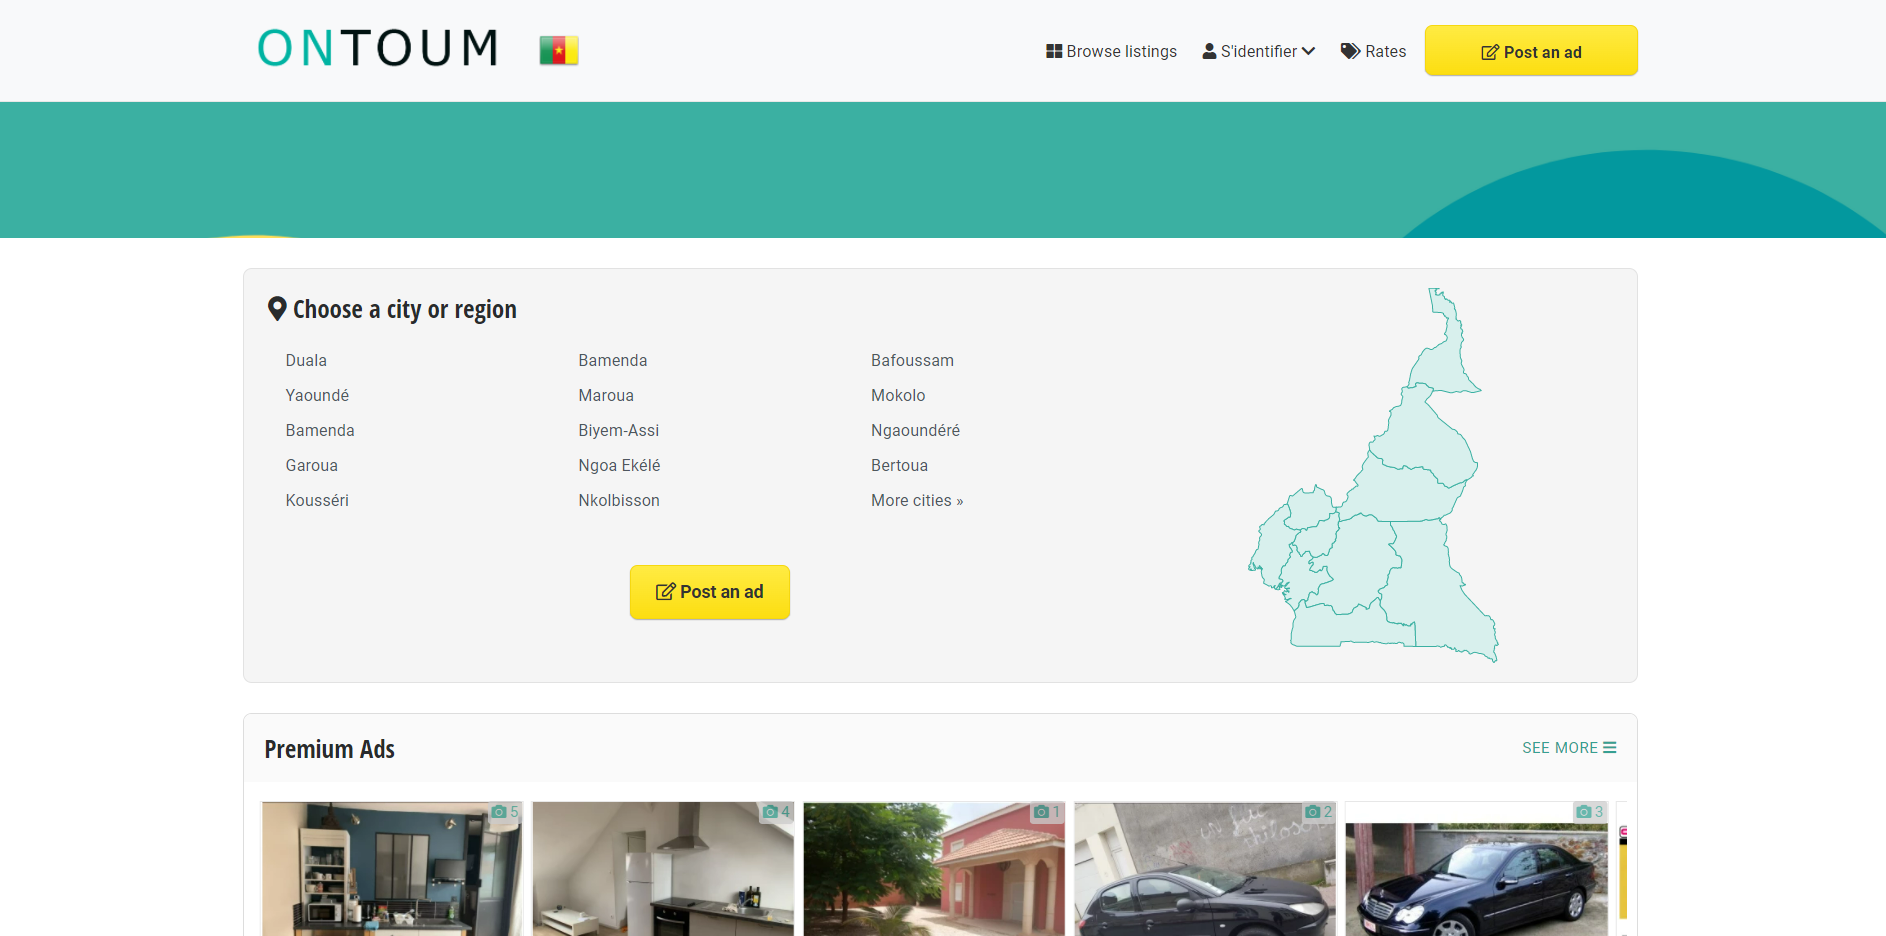 ONTOUM
Browse listings
S'identifier
Rates
Post an ad
Choose a city or region
Duala
Bamenda
Bafoussam
Yaoundé
Maroua
Mokolo
Bamenda
Biyem-Assi
Ngaoundéré
Garoua
Ngoa Ekélé
Bertoua
Kousséri
Nkolbisson
More cities »
Post an ad
Premium Ads
SEE MORE
5
4
1
2
3